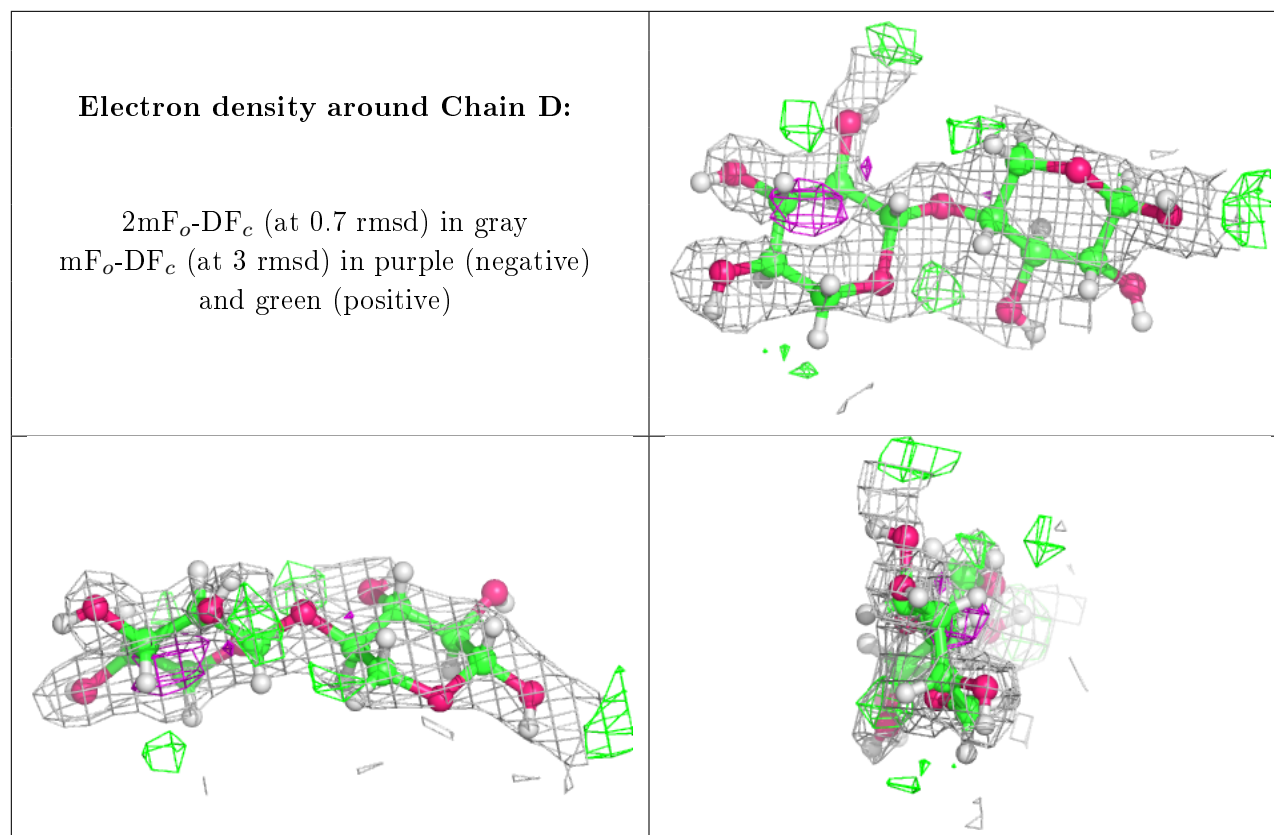 Electron density around Chain D:
2mFₒ-DF𝒸 (at 0.7 rmsd) in gray
mFₒ-DF𝒸 (at 3 rmsd) in purple (negative)
and green (positive)